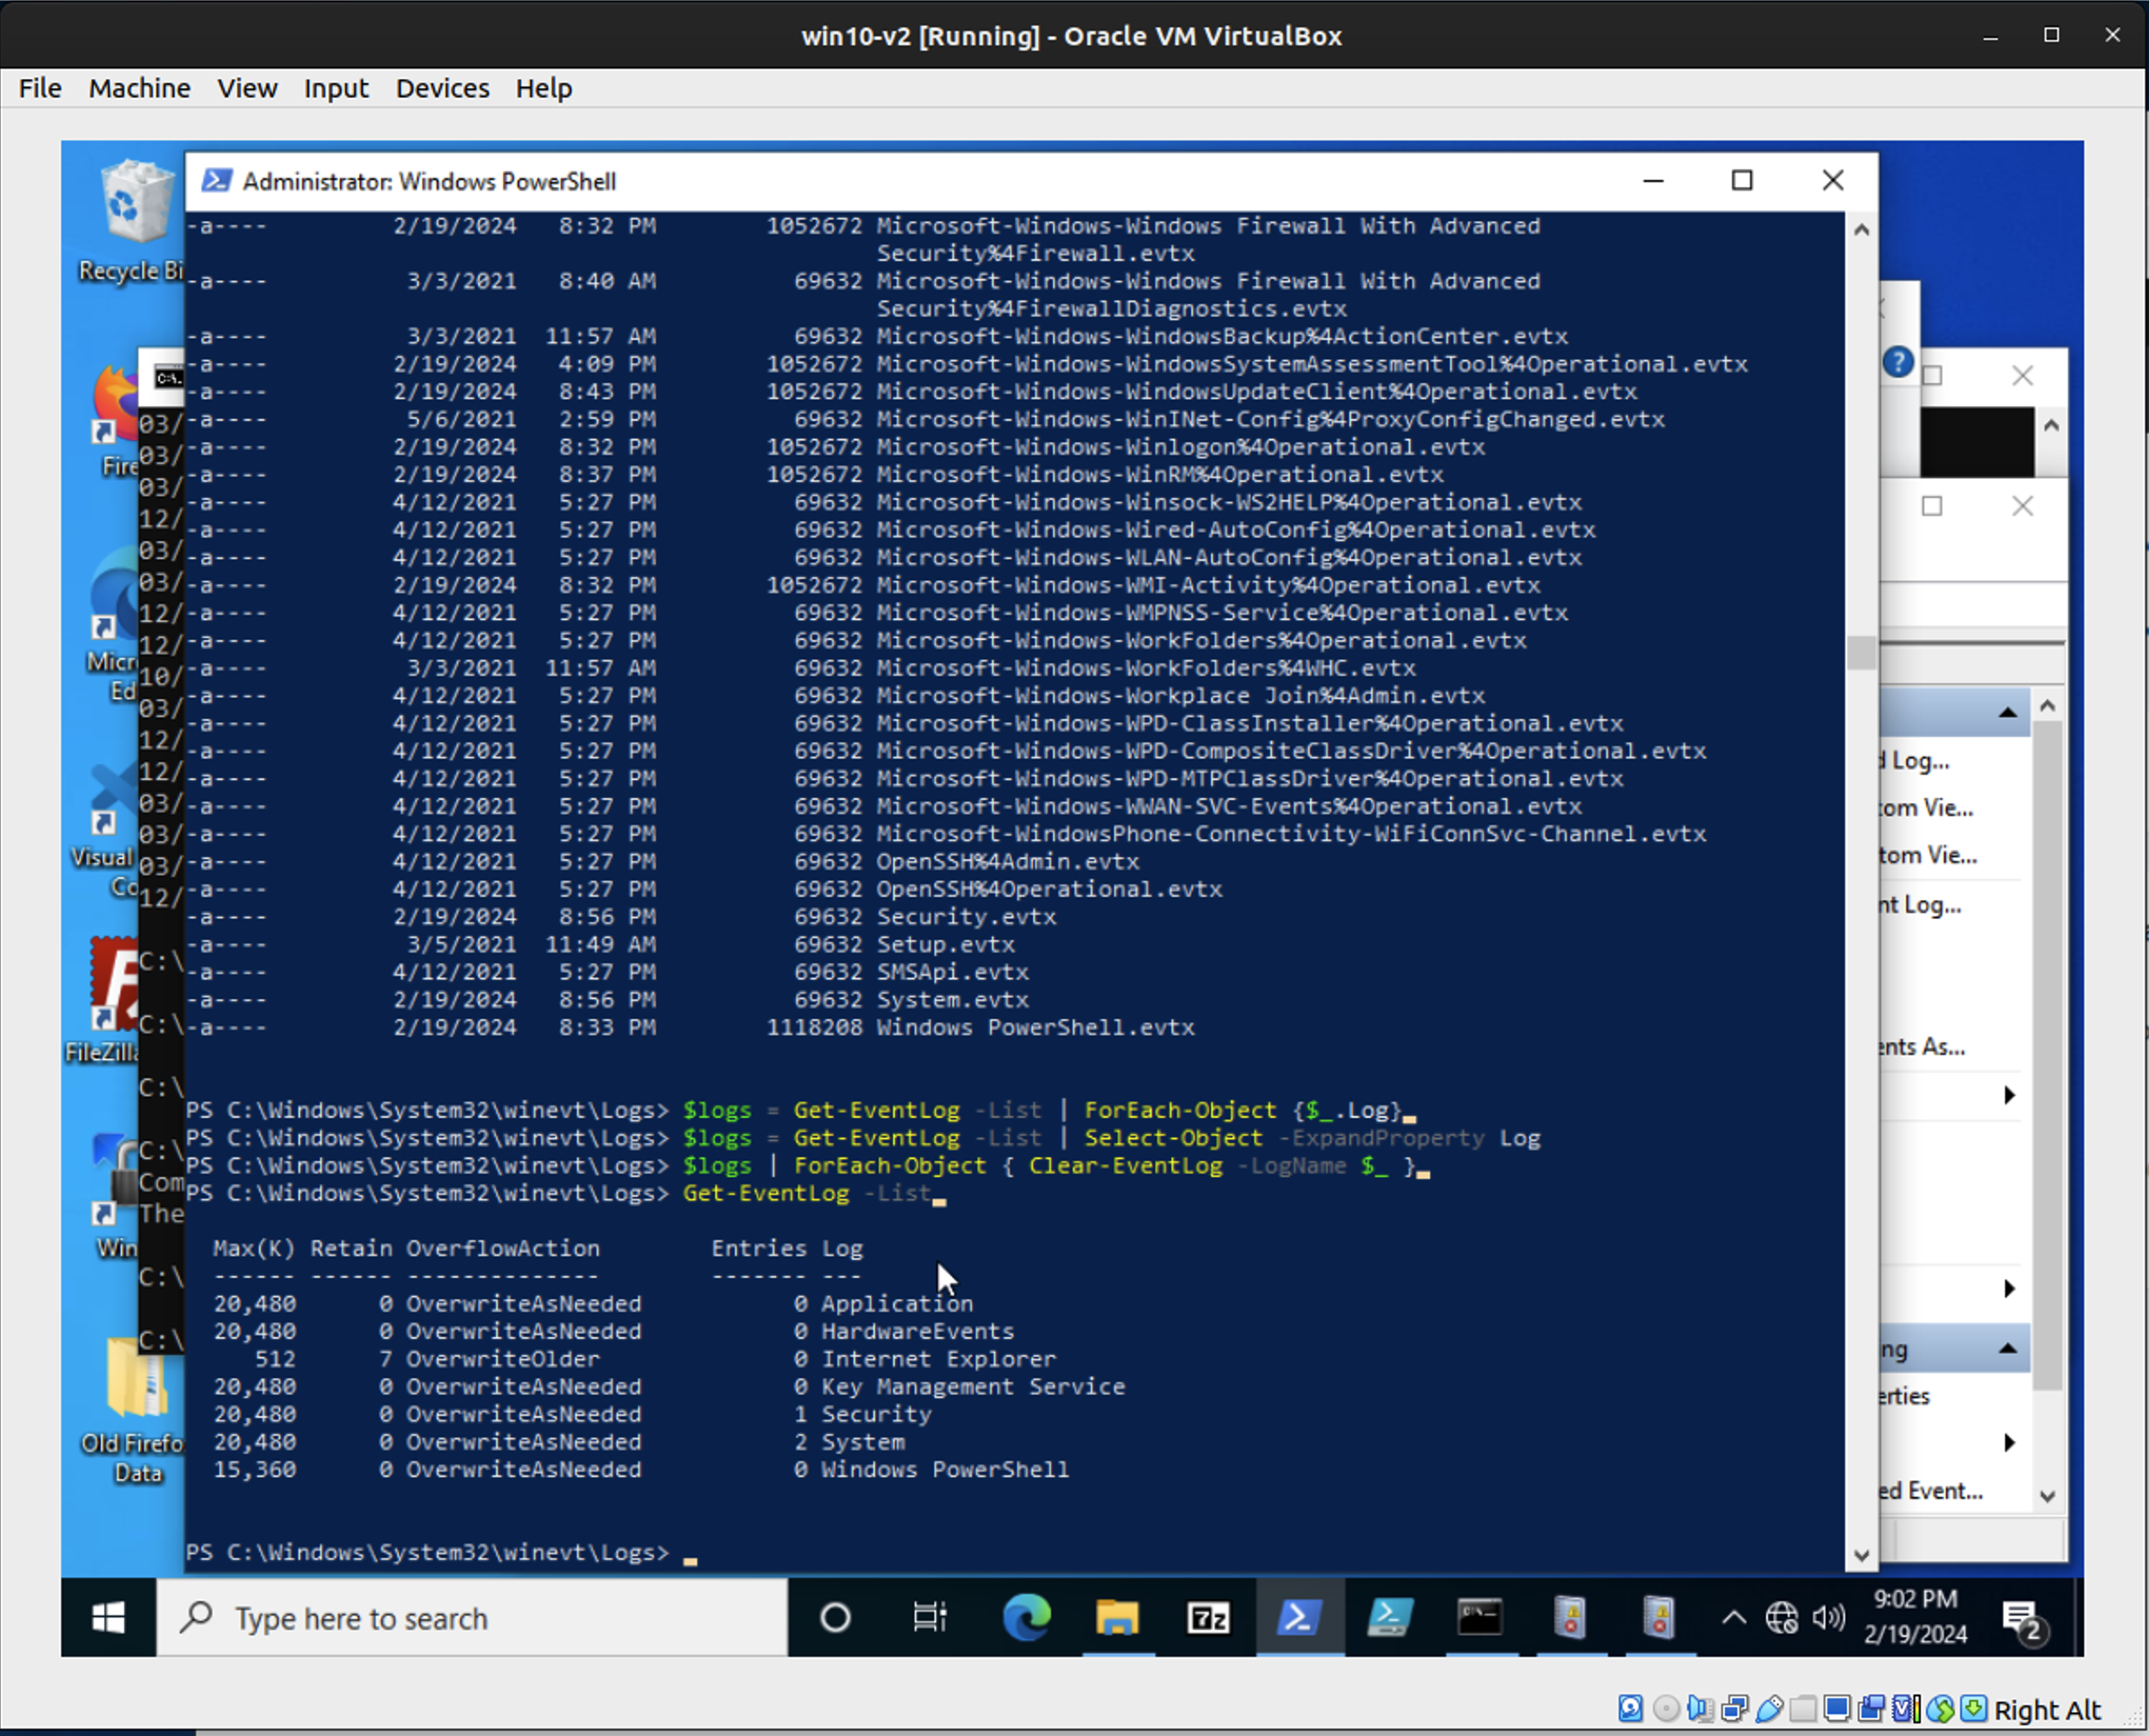 win10-v2 [Running] - Oracle VM VirtualBox
File Machine View Input Devices Help
Administrator: Windows PowerShell
-a---- 2/19/2024 8:32 PM 1052672 Microsoft-Windows-Windows Firewall With Advanced
Security%4Firewall.evtx
-a---- 3/3/2021 8:40 AM 69632 Microsoft-Windows-Windows Firewall With Advanced
Security%4FirewallDiagnostics.evtx
-a---- 3/3/2021 11:57 AM 69632 Microsoft-Windows-WindowsBackup%4ActionCenter.evtx
-a---- 2/19/2024 4:09 PM 1052672 Microsoft-Windows-WindowsSystemAssessmentTool%4Operational.evtx
-a---- 2/19/2024 8:43 PM 1052672 Microsoft-Windows-WindowsUpdateClient%4Operational.evtx
-a---- 5/6/2021 2:59 PM 69632 Microsoft-Windows-WinINet-Config%4ProxyConfigChanged.evtx
-a---- 2/19/2024 8:32 PM 1052672 Microsoft-Windows-Winlogon%4Operational.evtx
-a---- 2/19/2024 8:37 PM 1052672 Microsoft-Windows-WinRM%4Operational.evtx
-a---- 4/12/2021 5:27 PM 69632 Microsoft-Windows-Winsock-WS2HELP%4Operational.evtx
-a---- 4/12/2021 5:27 PM 69632 Microsoft-Windows-Wired-AutoConfig%4Operational.evtx
-a---- 4/12/2021 5:27 PM 69632 Microsoft-Windows-WLAN-AutoConfig%4Operational.evtx
-a---- 2/19/2024 8:32 PM 1052672 Microsoft-Windows-WMI-Activity%4Operational.evtx
-a---- 4/12/2021 5:27 PM 69632 Microsoft-Windows-WMPNSS-Service%4Operational.evtx
-a---- 4/12/2021 5:27 PM 69632 Microsoft-Windows-WorkFolders%4Operational.evtx
-a---- 3/3/2021 11:57 AM 69632 Microsoft-Windows-WorkFolders%4WHC.evtx
-a---- 4/12/2021 5:27 PM 69632 Microsoft-Windows-Workplace Join%4Admin.evtx
-a---- 4/12/2021 5:27 PM 69632 Microsoft-Windows-WPD-ClassInstaller%4Operational.evtx
-a---- 4/12/2021 5:27 PM 69632 Microsoft-Windows-WPD-CompositeClassDriver%4Operational.evtx
-a---- 4/12/2021 5:27 PM 69632 Microsoft-Windows-WPD-MTPClassDriver%4Operational.evtx
-a---- 4/12/2021 5:27 PM 69632 Microsoft-Windows-WWAN-SVC-Events%4Operational.evtx
-a---- 4/12/2021 5:27 PM 69632 Microsoft-WindowsPhone-Connectivity-WiFiConnSvc-Channel.evtx
-a---- 4/12/2021 5:27 PM 69632 OpenSSH%4Admin.evtx
-a---- 4/12/2021 5:27 PM 69632 OpenSSH%4Operational.evtx
-a---- 2/19/2024 8:56 PM 69632 Security.evtx
-a---- 3/5/2021 11:49 AM 69632 Setup.evtx
-a---- 4/12/2021 5:27 PM 69632 SMSApi.evtx
-a---- 2/19/2024 8:56 PM 69632 System.evtx
-a---- 2/19/2024 8:33 PM 1118208 Windows PowerShell.evtx
PS C:\Windows\System32\winevt\Logs> $logs = Get-EventLog -List | ForEach-Object {$_.Log}
PS C:\Windows\System32\winevt\Logs> $logs = Get-EventLog -List | Select-Object -ExpandProperty Log
PS C:\Windows\System32\winevt\Logs> $logs | ForEach-Object { Clear-EventLog -LogName $_ }
PS C:\Windows\System32\winevt\Logs> Get-EventLog -List
Max(K) Retain OverflowAction Entries Log
------ ------ -------------- ------- ---
20,480 0 OverwriteAsNeeded 0 Application
20,480 0 OverwriteAsNeeded 0 HardwareEvents
512 7 OverwriteOlder 0 Internet Explorer
20,480 0 OverwriteAsNeeded 0 Key Management Service
20,480 0 OverwriteAsNeeded 1 Security
20,480 0 OverwriteAsNeeded 2 System
15,360 0 OverwriteAsNeeded 0 Windows PowerShell
PS C:\Windows\System32\winevt\Logs>
Recycle Bi
Fire
Micr
Ed
Visual
Co
FileZilla
Win
Old Firefo
Data
03/
03/
03/
12/
03/
03/
12/
12/
10/
03/
12/
12/
03/
03/
03/
12/
C:\
C:\
C:\
C:\
Com
The
C:\
C:\
d Log...
tom Vie...
tom Vie...
nt Log...
ents As...
ng
erties
ed Event...
Type here to search
7z
9:02 PM
2/19/2024
2
Right Alt